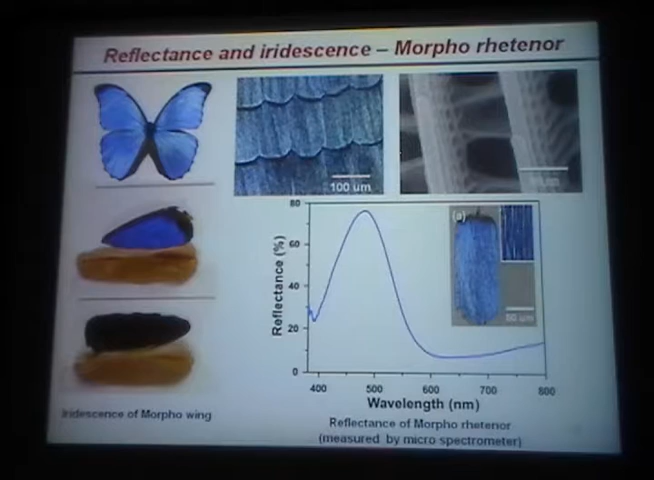 Reflectance and iridescence – Morpho rhetenor
100 um
80
60
40
20
0
Reflectance (%)
(a)
400 500 600 700 800
Wavelength (nm)
Iridescence of Morpho wing
Reflectance of Morpho rhetenor
(measured by micro spectrometer)